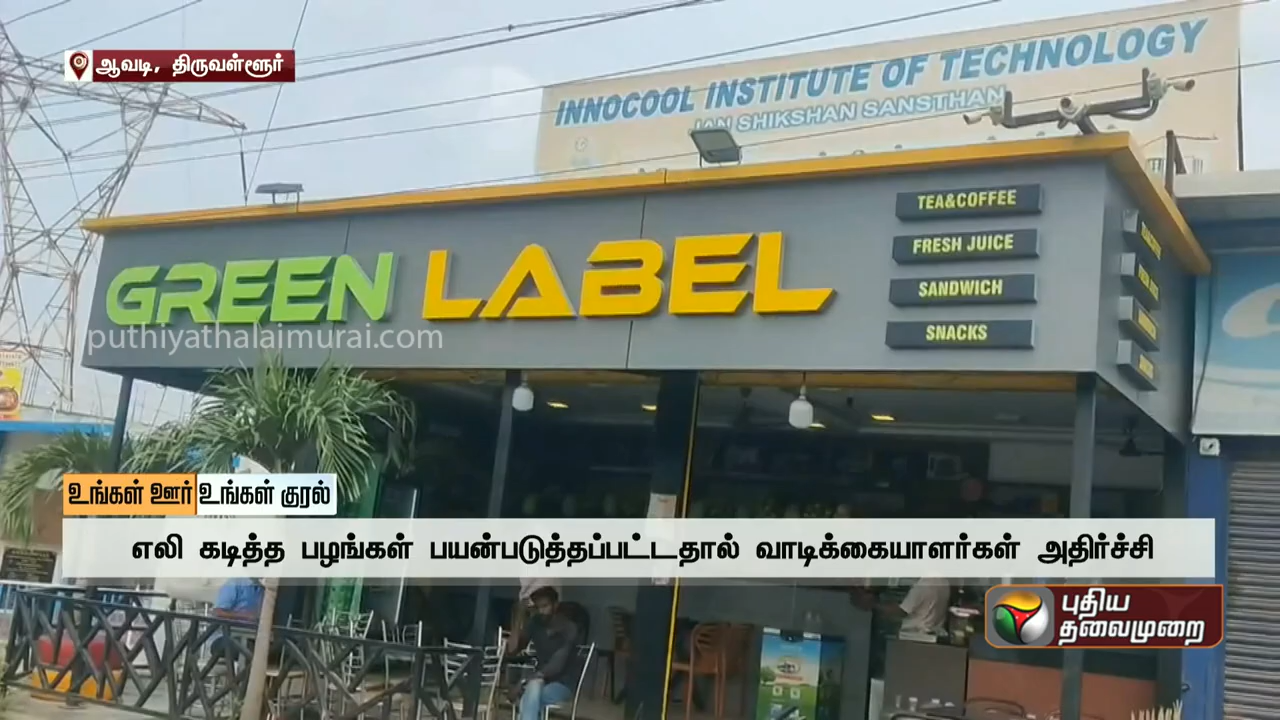 ஆவடி, திருவள்ளூர்
INNOCOOL INSTITUTE OF TECHNOLOGY
JAN SHIKSHAN SANSTHAN
GREEN LABEL
TEA&COFFEE
FRESH JUICE
SANDWICH
SNACKS
puthiyathalaimurai.com
உங்கள் ஊர் உங்கள் குரல்
எலி கடித்த பழங்கள் பயன்படுத்தப்பட்டதால் வாடிக்கையாளர்கள் அதிர்ச்சி
புதிய
தலைமுறை